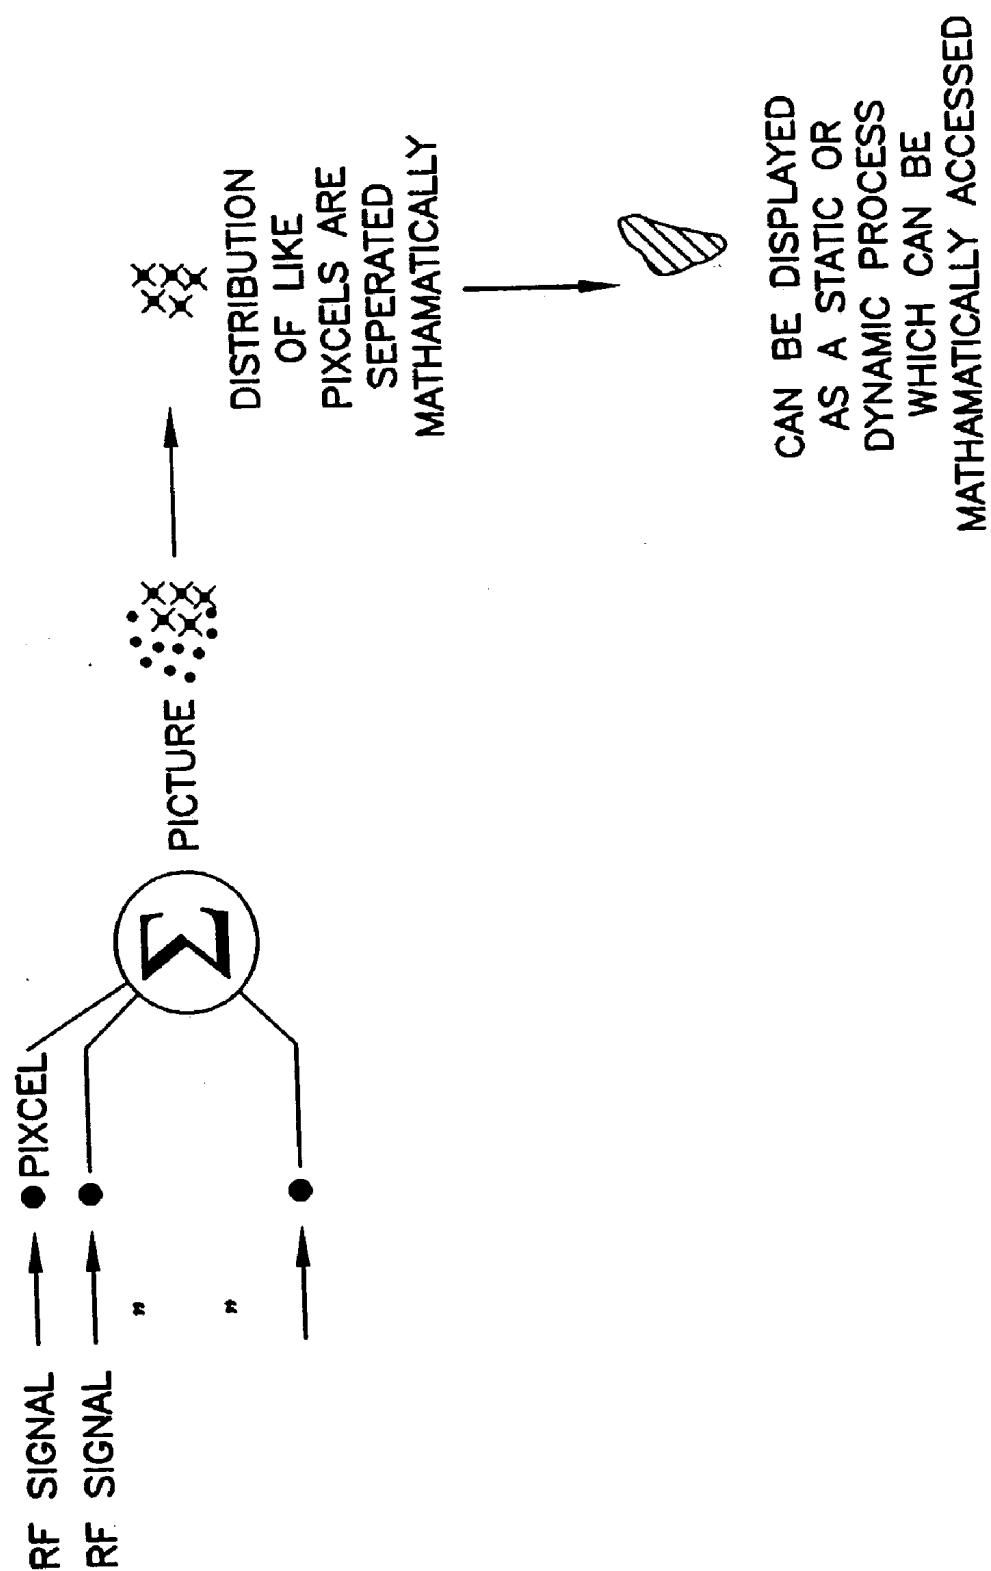 RF SIGNAL
PIXCEL
RF SIGNAL
" "
Σ
PICTURE
DISTRIBUTION
OF LIKE
PIXCELS ARE
SEPERATED
MATHAMATICALLY
CAN BE DISPLAYED
AS A STATIC OR
DYNAMIC PROCESS
WHICH CAN BE
MATHAMATICALLY ACCESSED